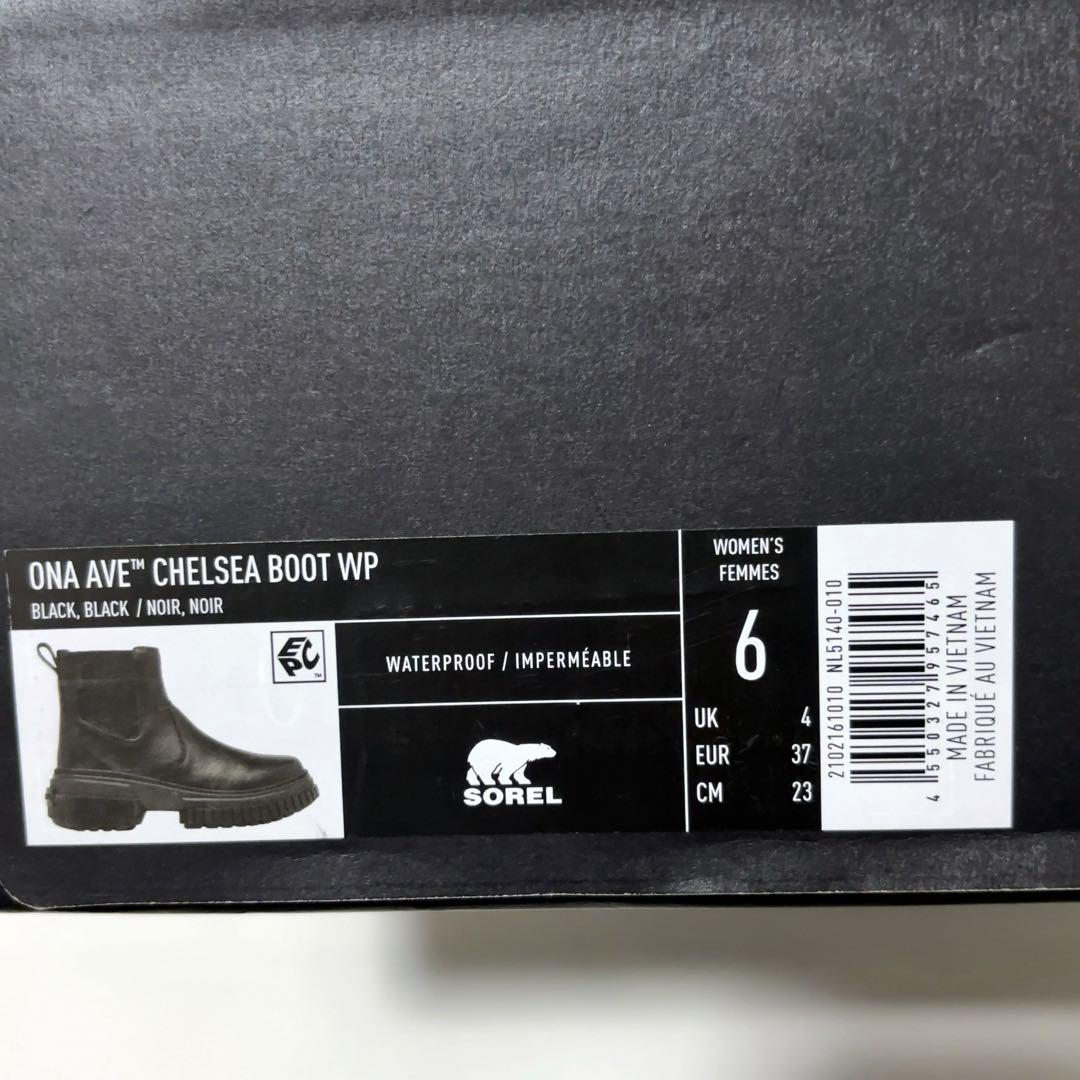 ONA AVE™ CHELSEA BOOT WP
BLACK, BLACK / NOIR, NOIR
EPC™
WATERPROOF / IMPERMÉABLE
SOREL
WOMEN'S
FEMMES
6
UK 4
EUR 37
CM 23
2102161010 NL5140-010
4 550327 957465
MADE IN VIETNAM
FABRIQUÉ AU VIETNAM